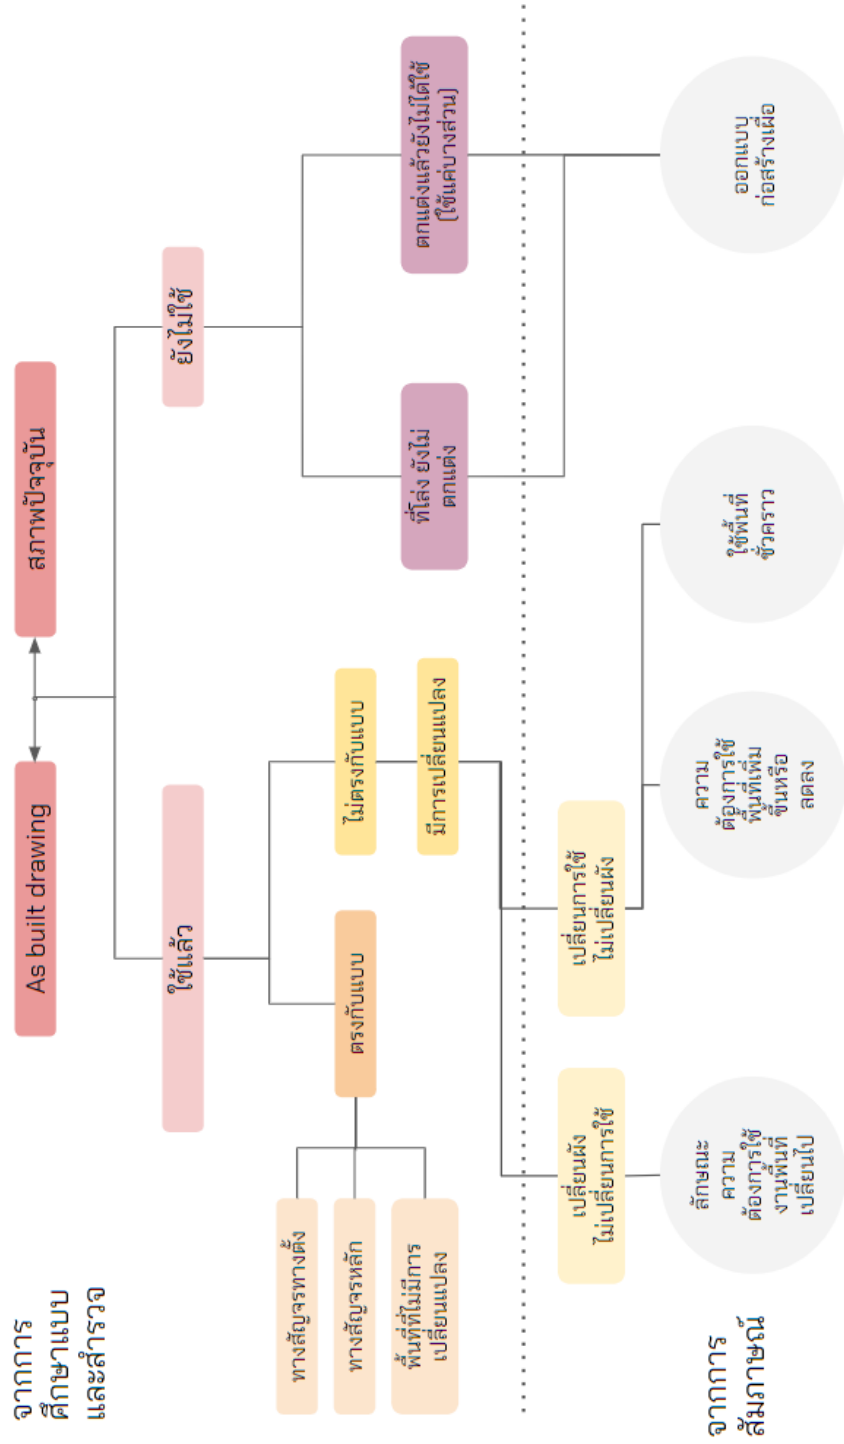 จากการ
ศึกษาแบบ
และสำรวจ
As built drawing
สภาพปัจจุบัน
ใช้แล้ว
ยังไม่ใช้
ทางสัญจรทางตั้ง
ทางสัญจรหลัก
พื้นที่ที่ไม่มีการ
เปลี่ยนแปลง
ตรงกับแบบ
ไม่ตรงกับแบบ
มีการเปลี่ยนแปลง
ที่โล่ง ยังไม่
ตกแต่ง
ตกแต่งแล้วยังไม่ได้ใช้
(ใช้แค่บางส่วน)
เปลี่ยนผัง
ไม่เปลี่ยนการใช้
เปลี่ยนการใช้
ไม่เปลี่ยนผัง
จากการ
สัมภาษณ์
ลักษณะ
ความ
ต้องการใช้
งานพื้นที่
เปลี่ยนไป
ความ
ต้องการใช้
พื้นที่เพิ่ม
ขึ้นหรือ
ลดลง
ใช้พื้นที่
ชั่วคราว
ออกแบบ
ก่อสร้างเผื่อ